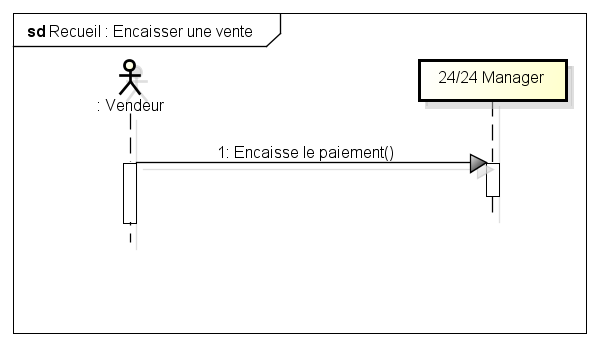 sd Recueil : Encaisser une vente
24/24 Manager
: Vendeur
1: Encaisse le paiement()